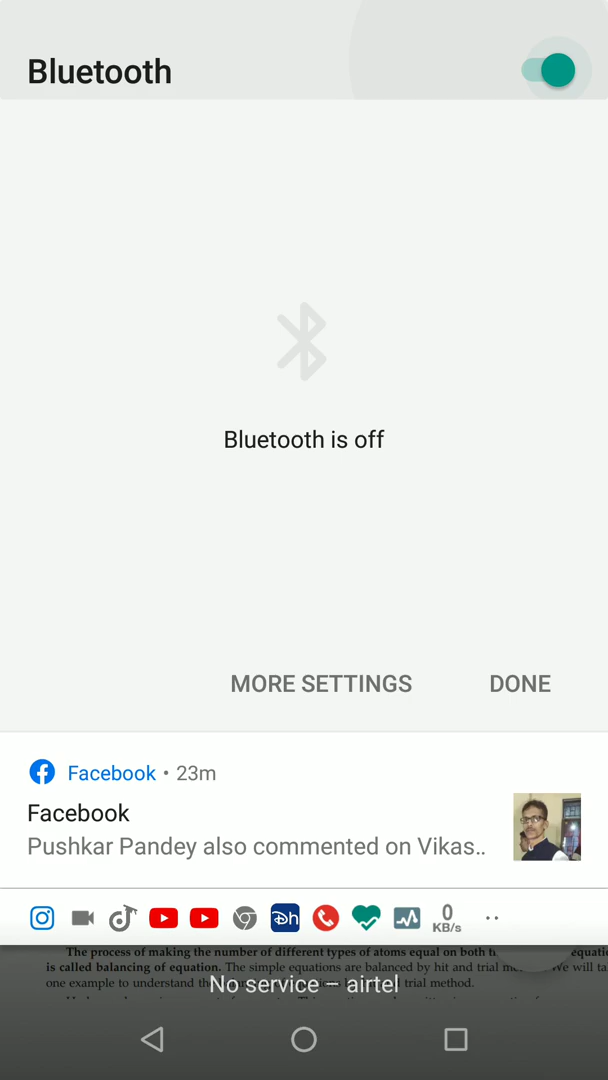 Bluetooth
Bluetooth is off
MORE SETTINGS DONE
Facebook • 23m
Facebook
Pushkar Pandey also commented on Vikas..
Dh 0 KB/s ··
The process of making the number of different types of atoms equal on both
is called balancing of equation. The simple equations are balanced by hit and trial
one example to understand trial method.
No service – airtel